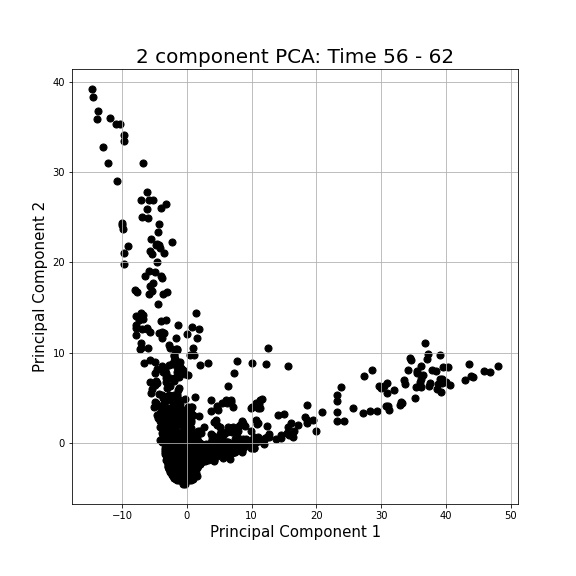 2 component PCA: Time 56 - 62
40
30
20
10
0
Principal Component 2
−10 0 10 20 30 40 50
Principal Component 1